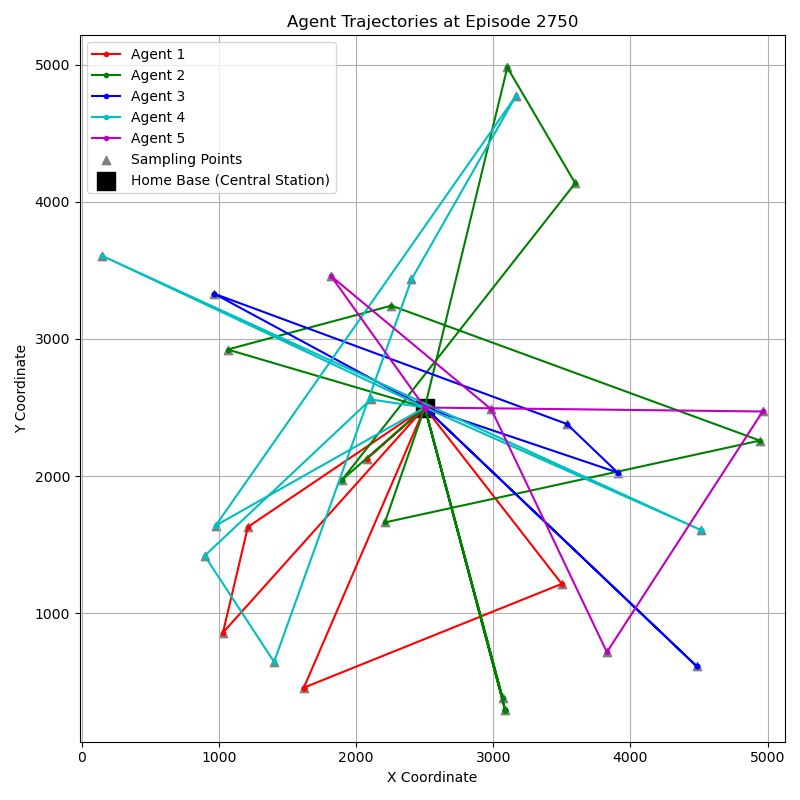 Agent Trajectories at Episode 2750
Agent 1
Agent 2
Agent 3
Agent 4
Agent 5
Sampling Points
Home Base (Central Station)
5000
4000
3000
2000
1000
Y Coordinate
0
1000
2000
3000
4000
5000
X Coordinate